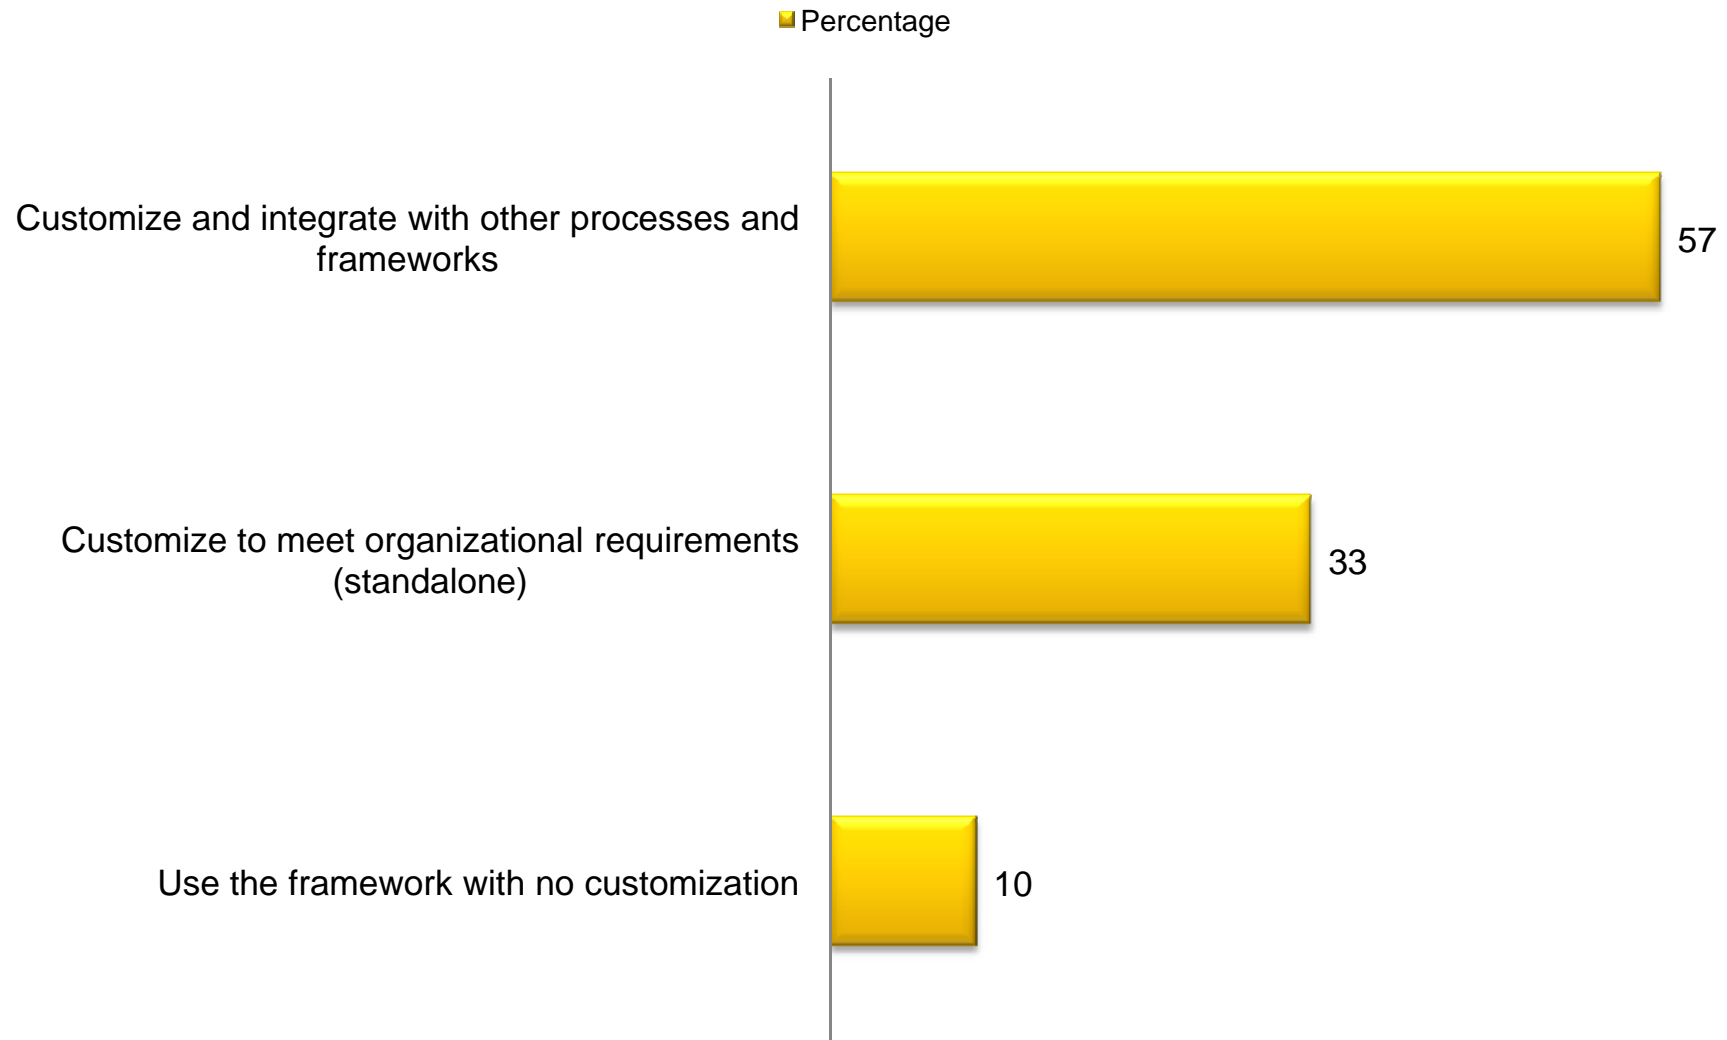 Percentage
Customize and integrate with other processes and
frameworks
57
Customize to meet organizational requirements
(standalone)
33
Use the framework with no customization
10